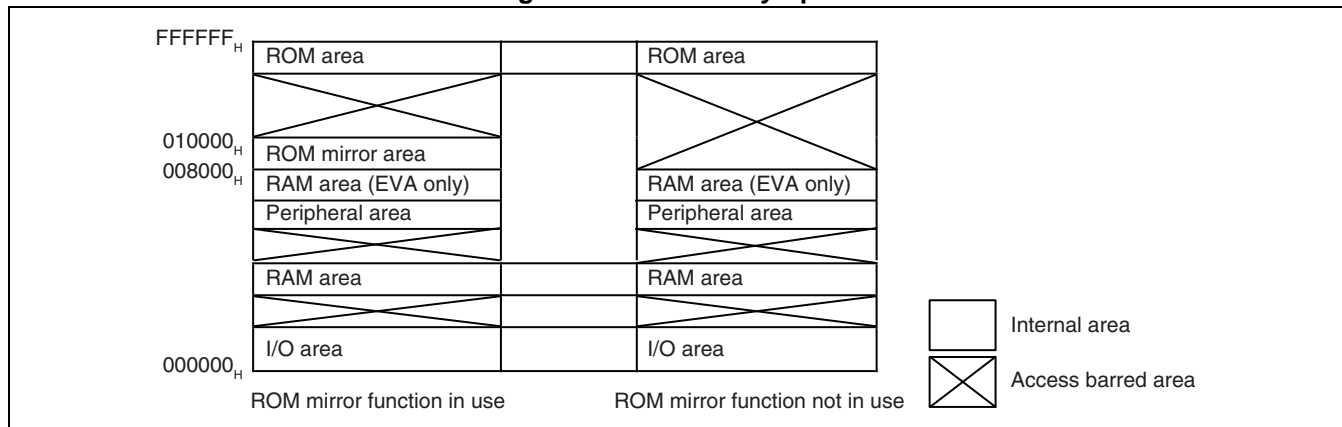 FFFFFFH
ROM area
ROM area
010000H
ROM mirror area
008000H
RAM area (EVA only)
RAM area (EVA only)
Peripheral area
Peripheral area
RAM area
RAM area
I/O area
I/O area
000000H
ROM mirror function in use
ROM mirror function not in use
Internal area
Access barred area